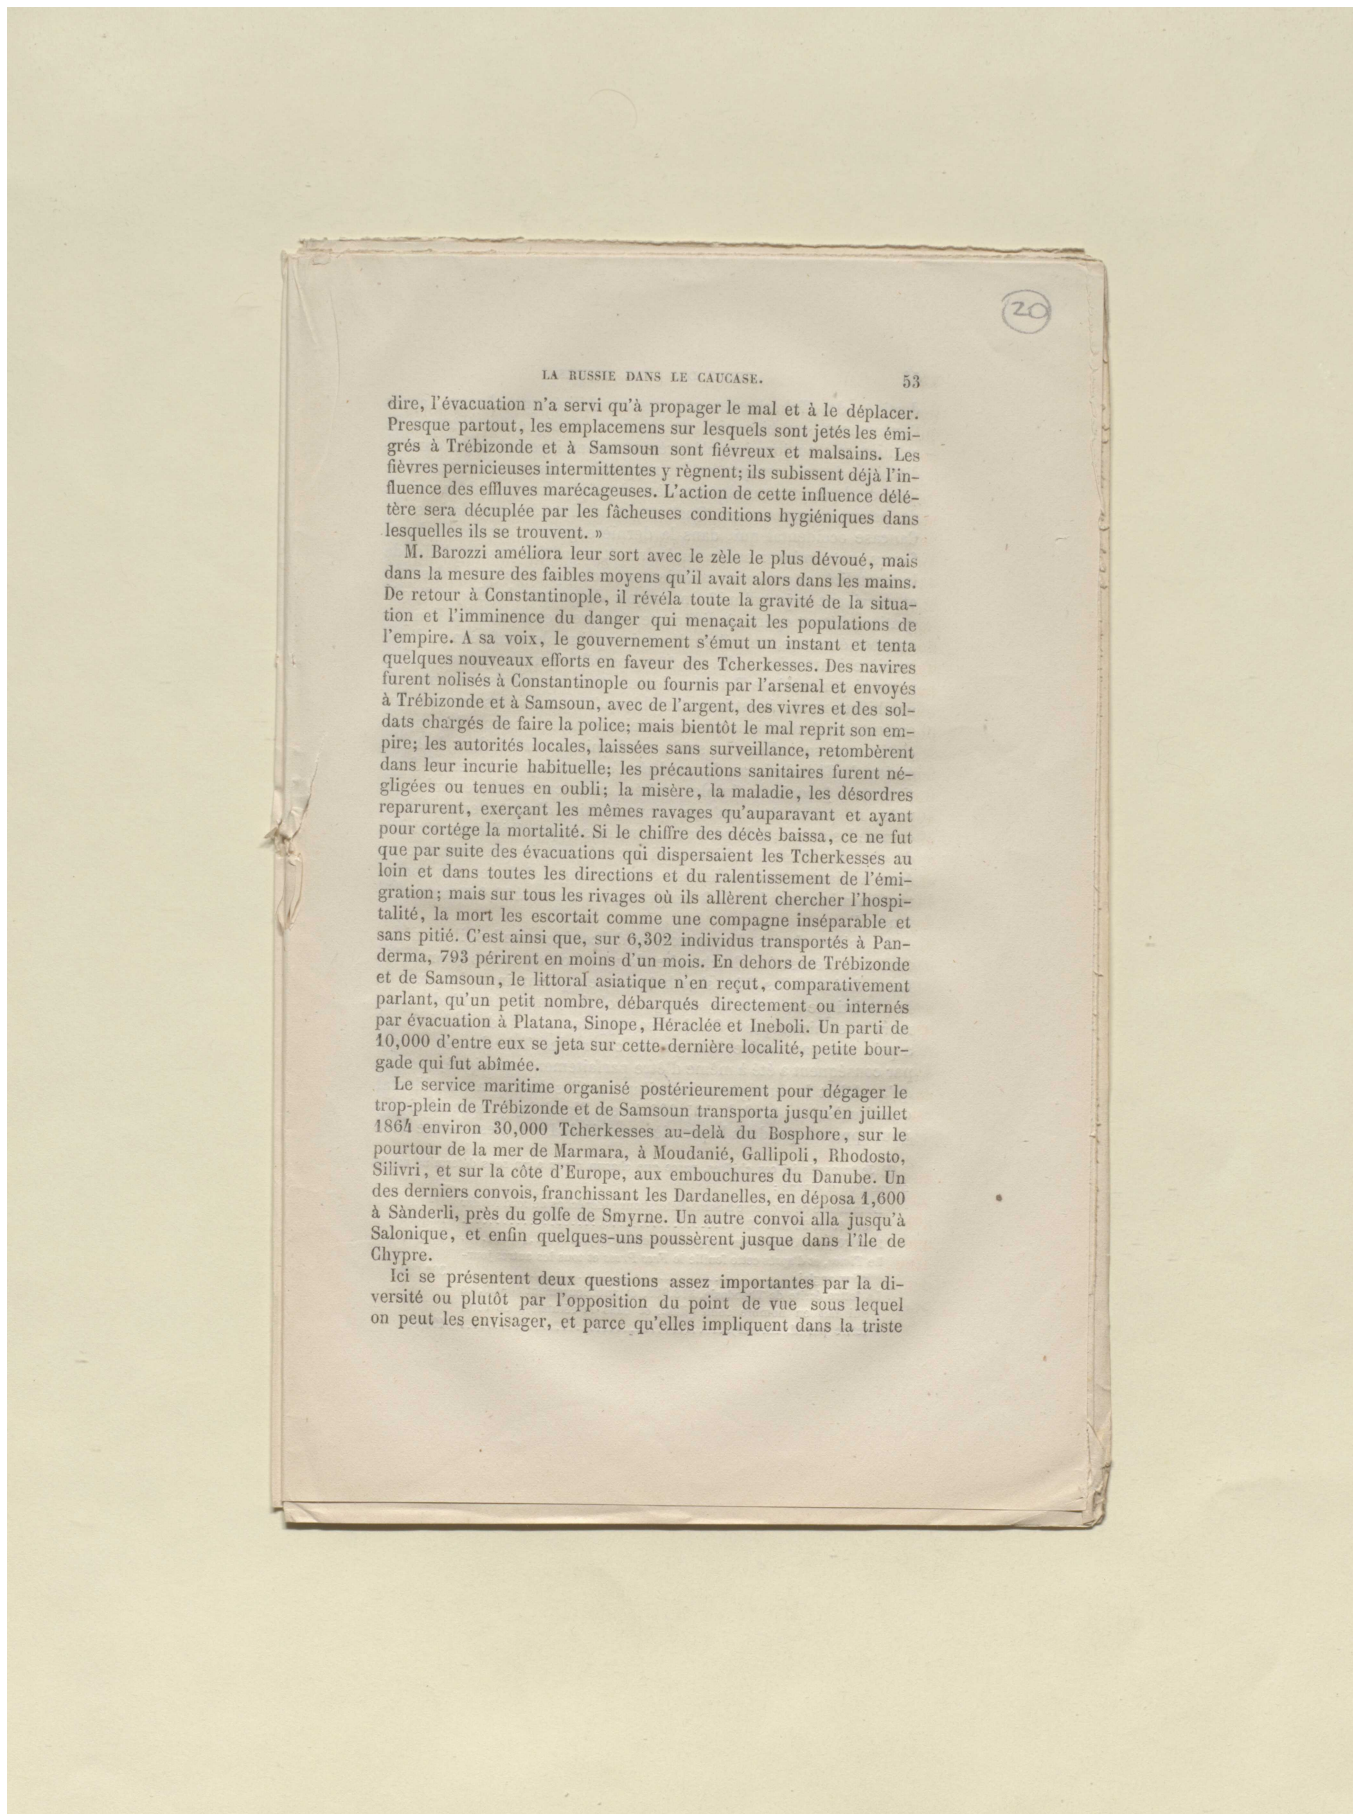 20
LA RUSSIE DANS LE CAUCASE. 53
dire, l'évacuation n'a servi qu'à propager le mal et à le déplacer.
Presque partout, les emplacemens sur lesquels sont jetés les émi-
grés à Trébizonde et à Samsoun sont fiévreux et malsains. Les
fièvres pernicieuses intermittentes y règnent; ils subissent déjà l'in-
fluence des effluves marécageuses. L'action de cette influence délé-
tère sera décuplée par les fâcheuses conditions hygiéniques dans
lesquelles ils se trouvent. »
M. Barozzi améliora leur sort avec le zèle le plus dévoué, mais
dans la mesure des faibles moyens qu'il avait alors dans les mains.
De retour à Constantinople, il révéla toute la gravité de la situa-
tion et l'imminence du danger qui menaçait les populations de
l'empire. A sa voix, le gouvernement s'émut un instant et tenta
quelques nouveaux efforts en faveur des Tcherkesses. Des navires
furent nolisés à Constantinople ou fournis par l'arsenal et envoyés
à Trébizonde et à Samsoun, avec de l'argent, des vivres et des sol-
dats chargés de faire la police; mais bientôt le mal reprit son em-
pire; les autorités locales, laissées sans surveillance, retombèrent
dans leur incurie habituelle; les précautions sanitaires furent né-
gligées ou tenues en oubli; la misère, la maladie, les désordres
reparurent, exerçant les mêmes ravages qu'auparavant et ayant
pour cortége la mortalité. Si le chiffre des décès baissa, ce ne fut
que par suite des évacuations qui dispersaient les Tcherkesses au
loin et dans toutes les directions et du ralentissement de l'émi-
gration; mais sur tous les rivages où ils allèrent chercher l'hospi-
talité, la mort les escortait comme une compagne inséparable et
sans pitié. C'est ainsi que, sur 6,302 individus transportés à Pan-
derma, 793 périrent en moins d'un mois. En dehors de Trébizonde
et de Samsoun, le littoral asiatique n'en reçut, comparativement
parlant, qu'un petit nombre, débarqués directement ou internés
par évacuation à Platana, Sinope, Héraclée et Ineboli. Un parti de
10,000 d'entre eux se jeta sur cette dernière localité, petite bour-
gade qui fut abîmée.
Le service maritime organisé postérieurement pour dégager le
trop-plein de Trébizonde et de Samsoun transporta jusqu'en juillet
1864 environ 30,000 Tcherkesses au-delà du Bosphore, sur le
pourtour de la mer de Marmara, à Moudanié, Gallipoli, Rhodosto,
Silivri, et sur la côte d'Europe, aux embouchures du Danube. Un
des derniers convois, franchissant les Dardanelles, en déposa 1,600
à Sànderli, près du golfe de Smyrne. Un autre convoi alla jusqu'à
Salonique, et enfin quelques-uns poussèrent jusque dans l'île de
Chypre.
Ici se présentent deux questions assez importantes par la di-
versité ou plutôt par l'opposition du point de vue sous lequel
on peut les envisager, et parce qu'elles impliquent dans la triste